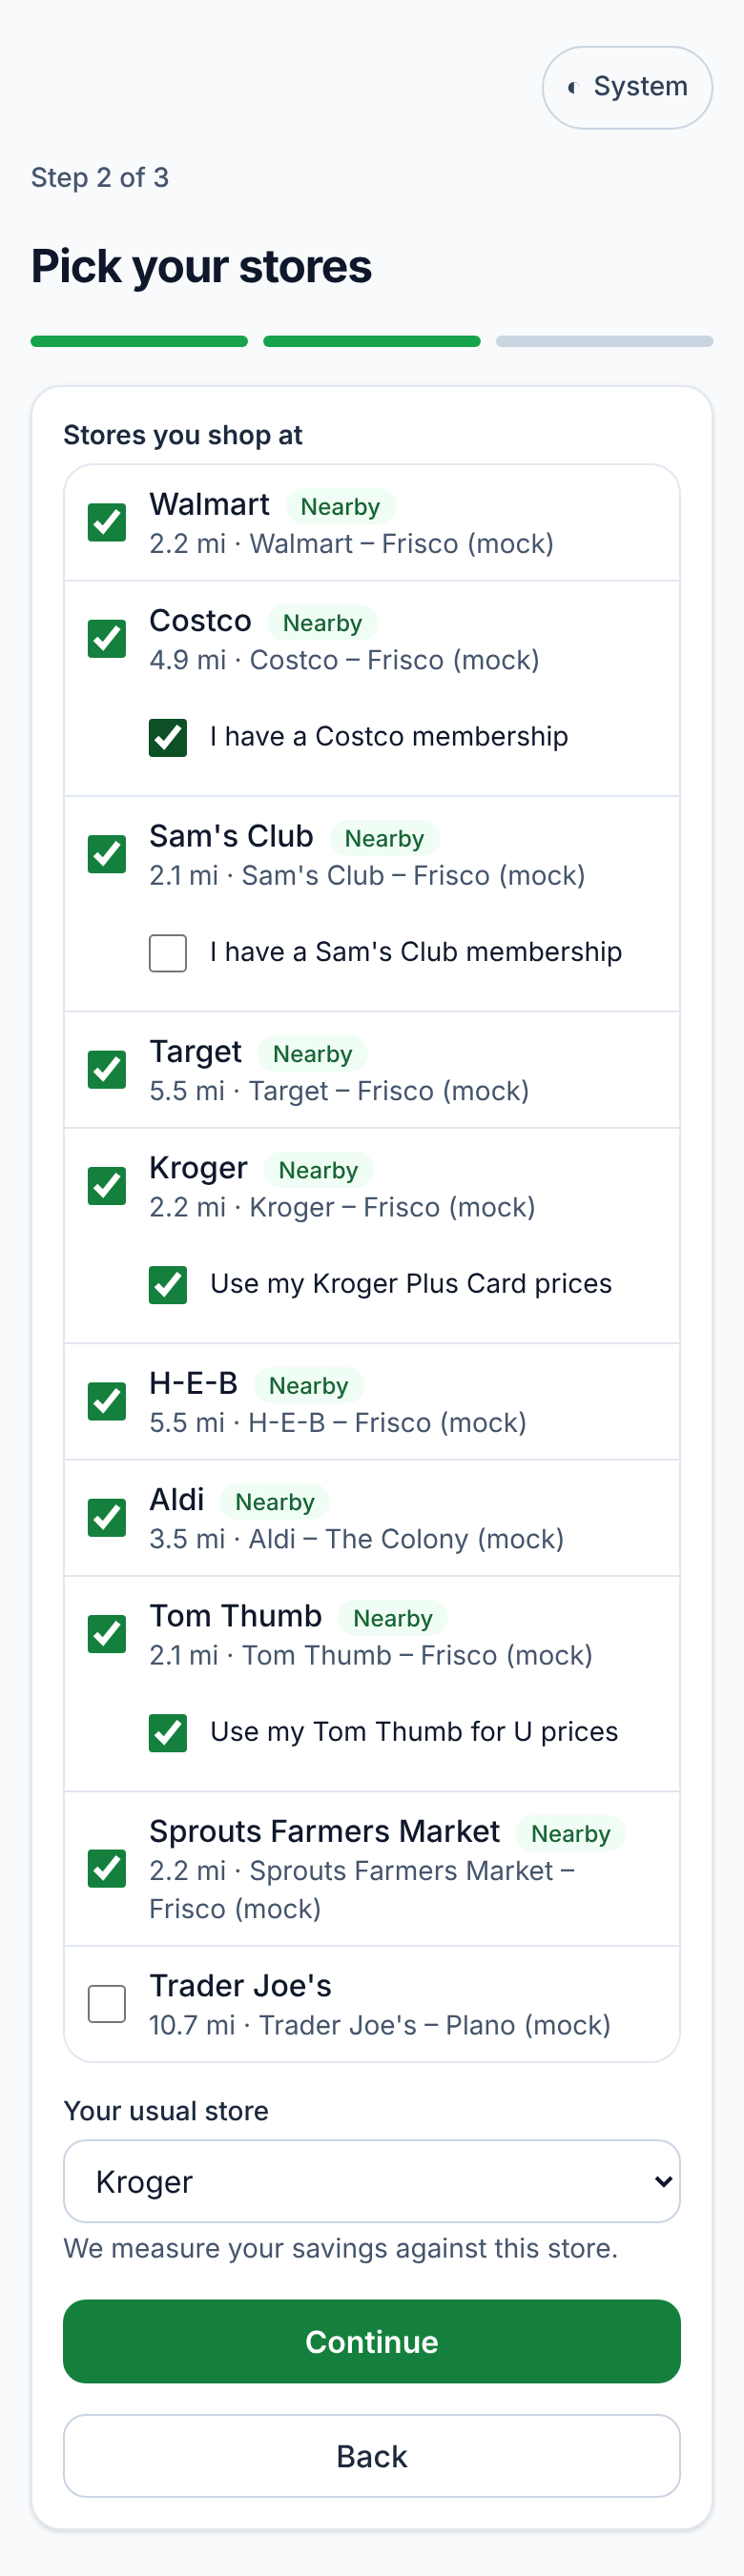 System
Step 2 of 3
Pick your stores
Stores you shop at
Walmart Nearby
2.2 mi · Walmart – Frisco (mock)
Costco Nearby
4.9 mi · Costco – Frisco (mock)
I have a Costco membership
Sam's Club Nearby
2.1 mi · Sam's Club – Frisco (mock)
I have a Sam's Club membership
Target Nearby
5.5 mi · Target – Frisco (mock)
Kroger Nearby
2.2 mi · Kroger – Frisco (mock)
Use my Kroger Plus Card prices
H-E-B Nearby
5.5 mi · H-E-B – Frisco (mock)
Aldi Nearby
3.5 mi · Aldi – The Colony (mock)
Tom Thumb Nearby
2.1 mi · Tom Thumb – Frisco (mock)
Use my Tom Thumb for U prices
Sprouts Farmers Market Nearby
2.2 mi · Sprouts Farmers Market –
Frisco (mock)
Trader Joe's
10.7 mi · Trader Joe's – Plano (mock)
Your usual store
Kroger
We measure your savings against this store.
Continue
Back